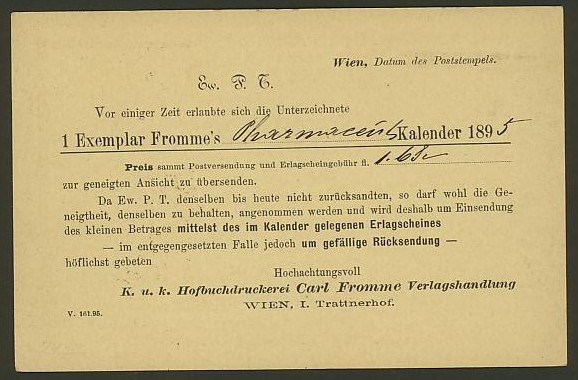 Wien, Datum des Poststempels.
Ew. P. T.
Vor einiger Zeit erlaubte sich die Unterzeichnete
1 Exemplar Fromme's Pharmaceut. Kalender 1895
Preis sammt Postversendung und Erlagscheingebühr fl. 1.68
zur geneigten Ansicht zu übersenden.
Da Ew. P. T. denselben bis heute nicht zurücksandten, so darf wohl die Ge-
neigtheit, denselben zu behalten, angenommen werden und wird deshalb um Einsendung
des kleinen Betrages mittelst des im Kalender gelegenen Erlagscheines
— im entgegengesetzten Falle jedoch um gefällige Rücksendung —
höflichst gebeten
Hochachtungsvoll
K. u. k. Hofbuchdruckerei Carl Fromme Verlagshandlung
WIEN, I. Trattnerhof.
V. 161.95.